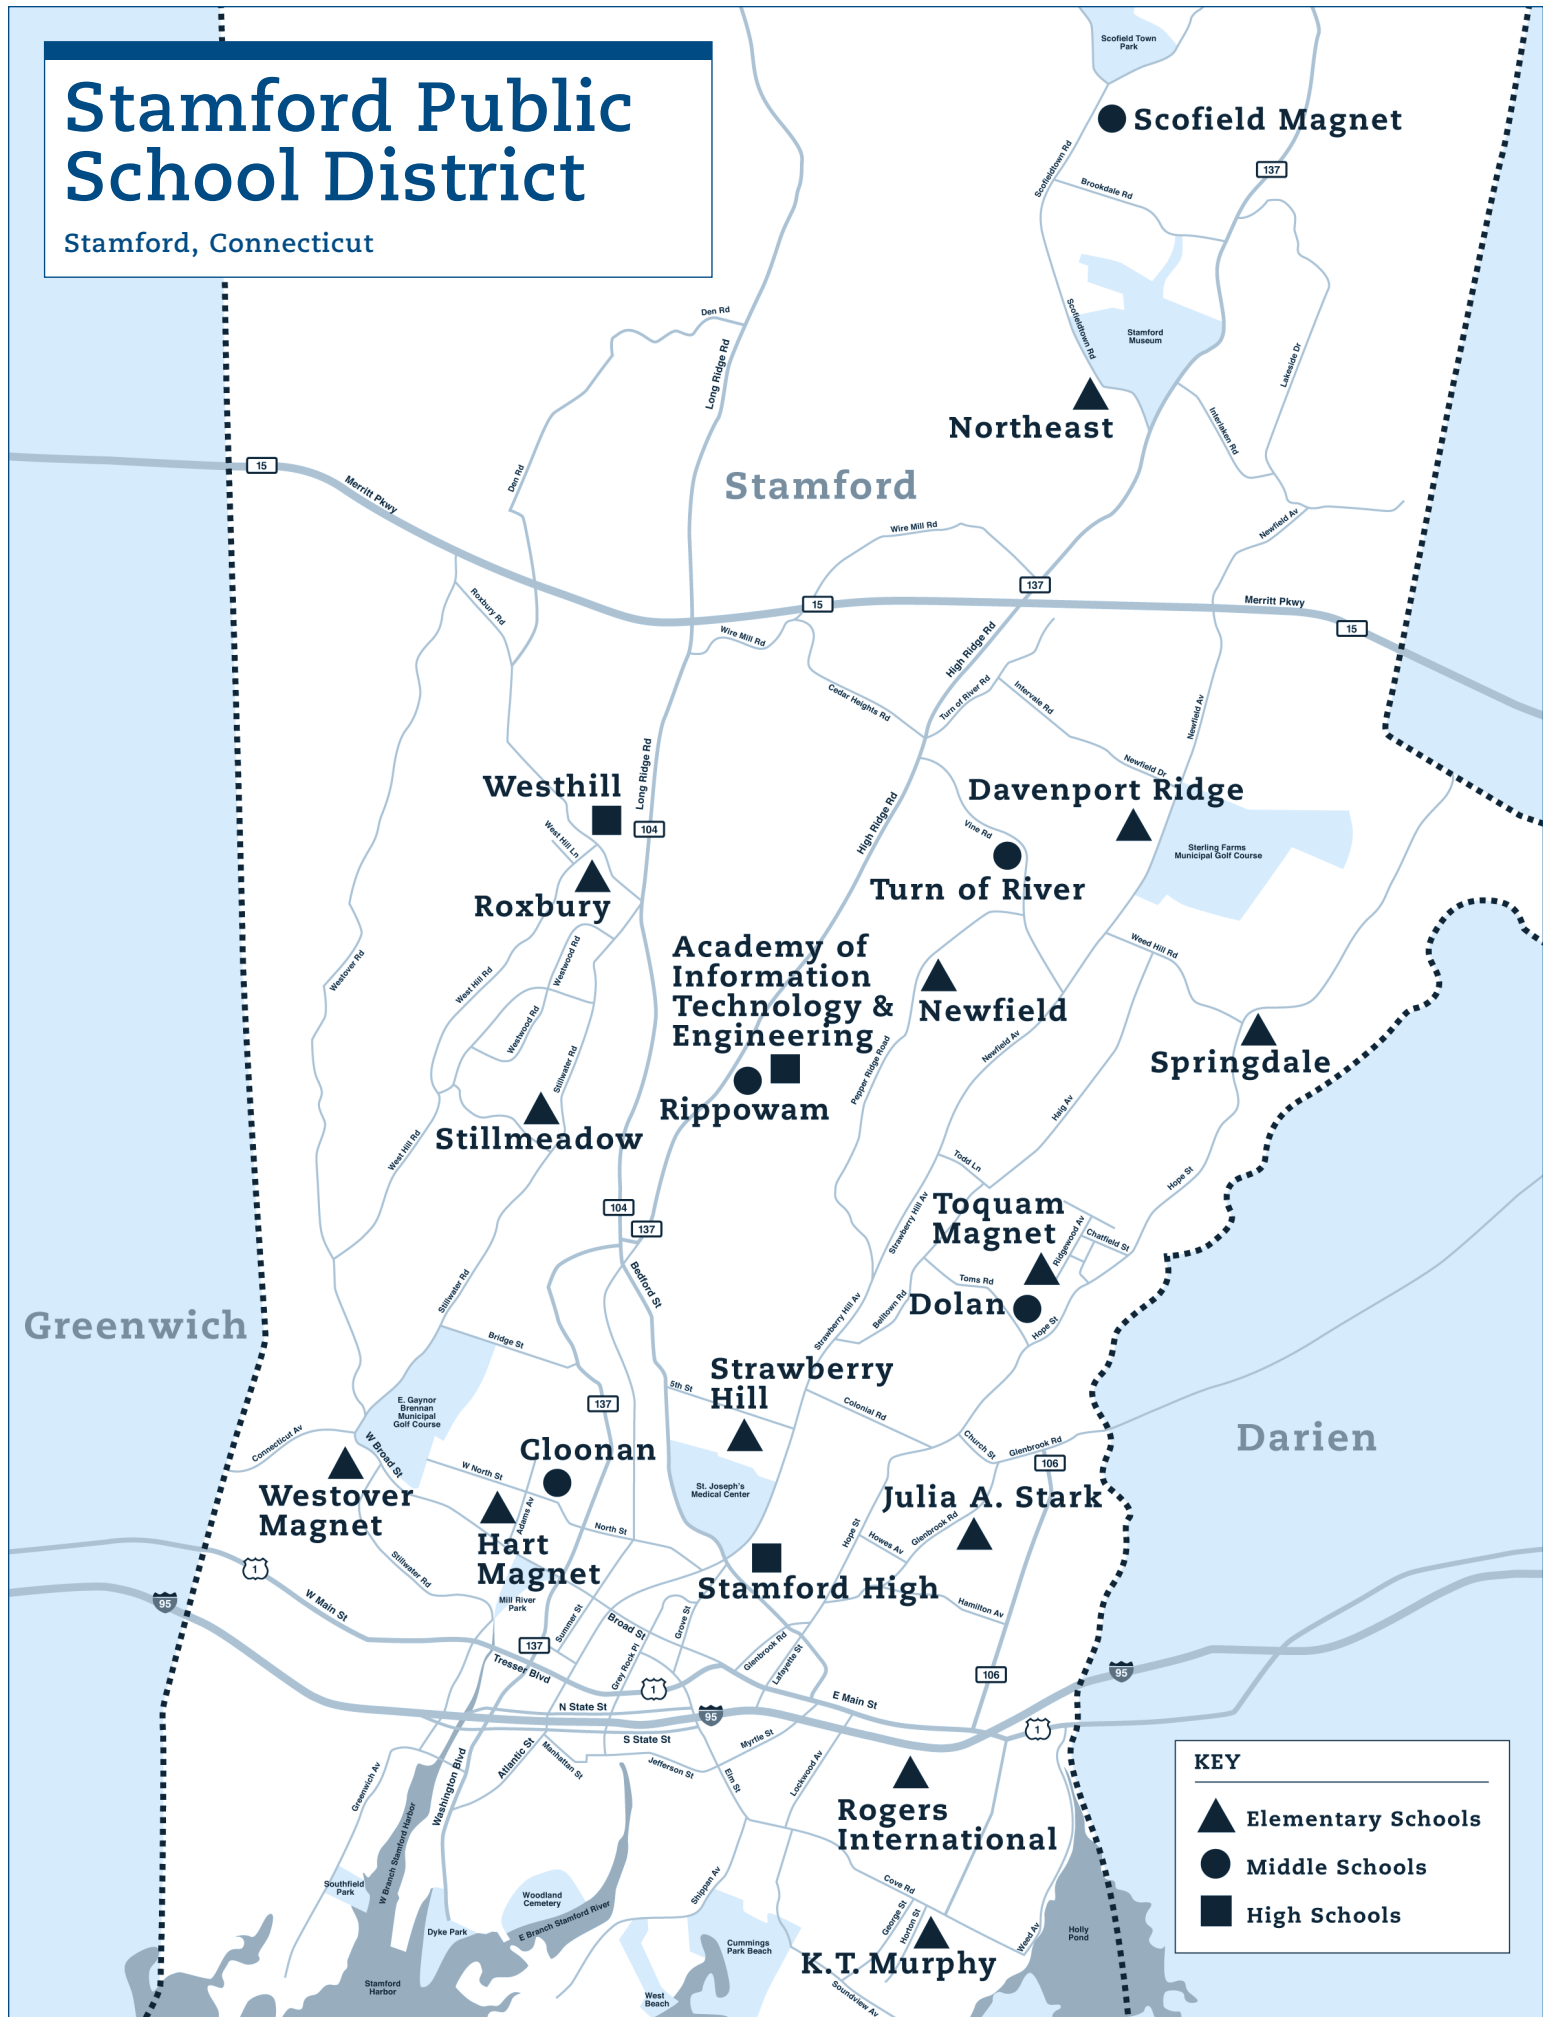 Stamford Public
School District
Stamford, Connecticut
Scofield Town
Park
Scofield Magnet
137
Scofieldtown Rd
Brookdale Rd
Stamford
Museum
Scofieldtown Rd
Den Rd
Long Ridge Rd
Lakeside Dr
Interlaken Rd
Northeast
15
Merritt Pkwy
Den Rd
Stamford
Wire Mill Rd
Newfield Av
137
15
Merritt Pkwy
15
Roxbury Rd
Wire Mill Rd
High Ridge Rd
Cedar Heights Rd
Turn of River Rd
Intervale Rd
Newfield Av
Newfield Dr
Westhill
Long Ridge Rd
104
High Ridge Rd
Davenport Ridge
Vine Rd
Sterling Farms
Municipal Golf Course
West Hill Ln
Turn of River
Roxbury
Westover Rd
West Hill Rd
Westwood Rd
Academy of
Information
Technology &
Engineering
Weed Hill Rd
Newfield
Westwood Rd
Stillwater Rd
Newfield Av
Pepper Ridge Road
Springdale
Rippowam
Haig Av
Stillmeadow
West Hill Rd
Todd Ln
Hope St
104
137
Strawberry Hill Av
Toquam
Magnet
Ridgewood Av
Chatfield St
Bedford St
Stillwater Rd
Toms Rd
Dolan
Belltown Rd
Hope St
Greenwich
Strawberry Hill Av
Bridge St
Strawberry
Hill
5th St
137
E. Gaynor
Brennan
Municipal
Golf Course
Colonial Rd
Connecticut Av
W Broad St
Cloonan
Church St
Glenbrook Rd
Darien
106
W North St
St. Joseph's
Medical Center
Westover
Magnet
Adams Av
Julia A. Stark
North St
Hope St
Howes Av
Glenbrook Rd
Hart
Magnet
1
Stillwater Rd
Stamford High
95
W Main St
Mill River
Park
Summer St
Broad St
Grove St
Hamilton Av
137
Tresser Blvd
Grey Rock Pl
Glenbrook Rd
Lafayette St
1
106
95
N State St
95
E Main St
1
S State St
Myrtle St
Atlantic St
Manhattan St
Jefferson St
Elm St
Lockwood Av
Greenwich Av
Washington Blvd
Rogers
International
W Branch Stamford Harbor
Southfield
Park
Woodland
Cemetery
E Branch Stamford River
Dyke Park
Shippan Av
Cove Rd
George St
Horton St
Weed Av
Holly
Pond
Cummings
Park Beach
K.T. Murphy
Stamford
Harbor
West
Beach
Soundview Av
KEY
Elementary Schools
Middle Schools
High Schools